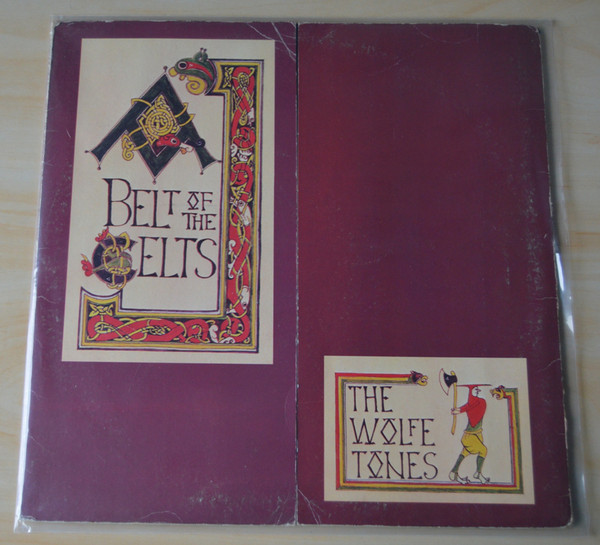 A
BELT OF
THE
CELTS
THE
WOLFE
TONES